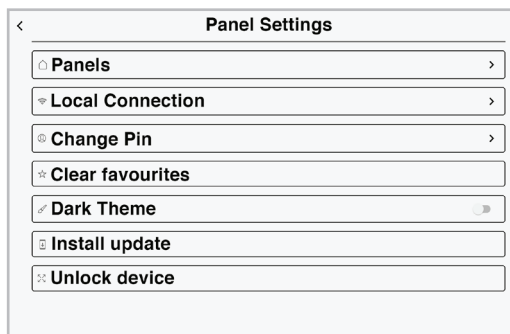 Panel Settings
Panels
Local Connection
Change Pin
Clear favourites
Dark Theme
Install update
Unlock device